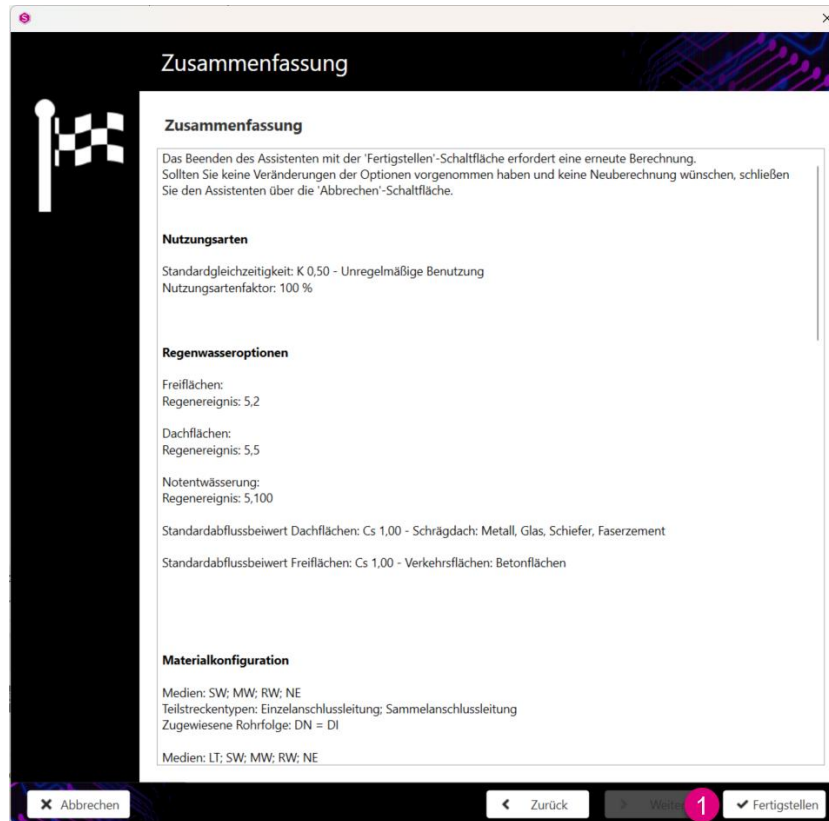 S
Zusammenfassung
Zusammenfassung
Das Beenden des Assistenten mit der 'Fertigstellen'-Schaltfläche erfordert eine erneute Berechnung.
Sollten Sie keine Veränderungen der Optionen vorgenommen haben und keine Neuberechnung wünschen, schließen
Sie den Assistenten über die 'Abbrechen'-Schaltfläche.
Nutzungsarten
Standardgleichzeitigkeit: K 0,50 - Unregelmäßige Benutzung
Nutzungsartenfaktor: 100 %
Regenwasseroptionen
Freiflächen:
Regenereignis: 5,2
Dachflächen:
Regenereignis: 5,5
Notentwässerung:
Regenereignis: 5,100
Standardabflussbeiwert Dachflächen: Cs 1,00 - Schrägdach: Metall, Glas, Schiefer, Faserzement
Standardabflussbeiwert Freiflächen: Cs 1,00 - Verkehrsflächen: Betonflächen
Materialkonfiguration
Medien: SW; MW; RW; NE
Teilstreckentypen: Einzelanschlussleitung; Sammelanschlussleitung
Zugewiesene Rohrfolge: DN = DI
Medien: LT; SW; MW; RW; NE
Abbrechen Zurück Weite 1 Fertigstellen